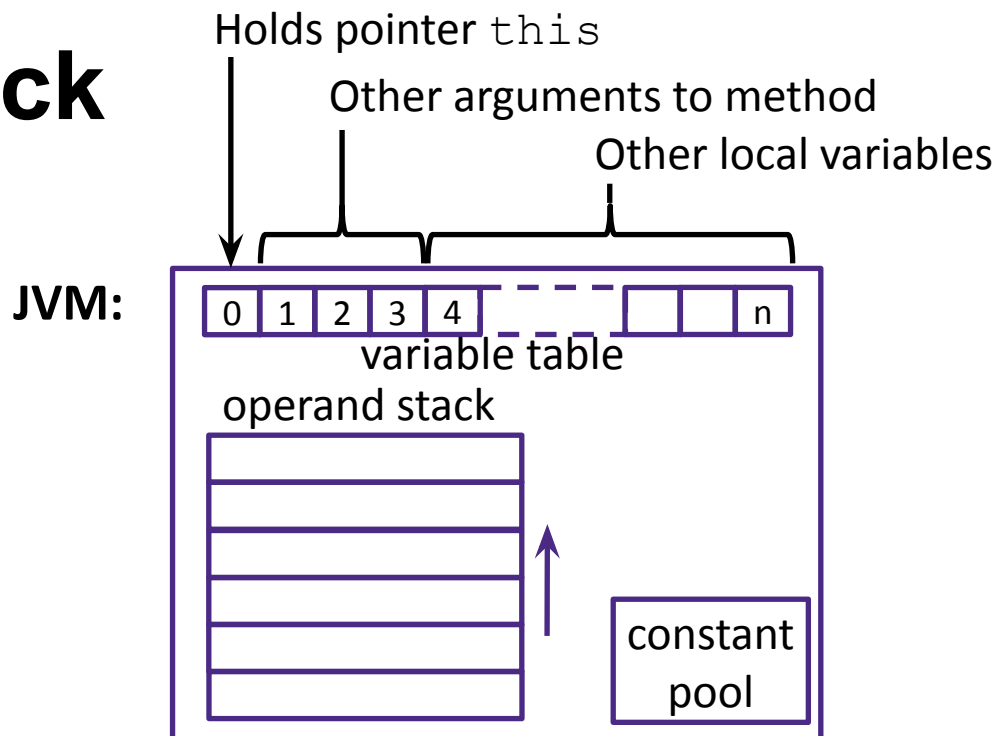 Holds pointer this
ck
Other arguments to method
Other local variables
JVM:
0 1 2 3 4 n
variable table
operand stack
constant
pool